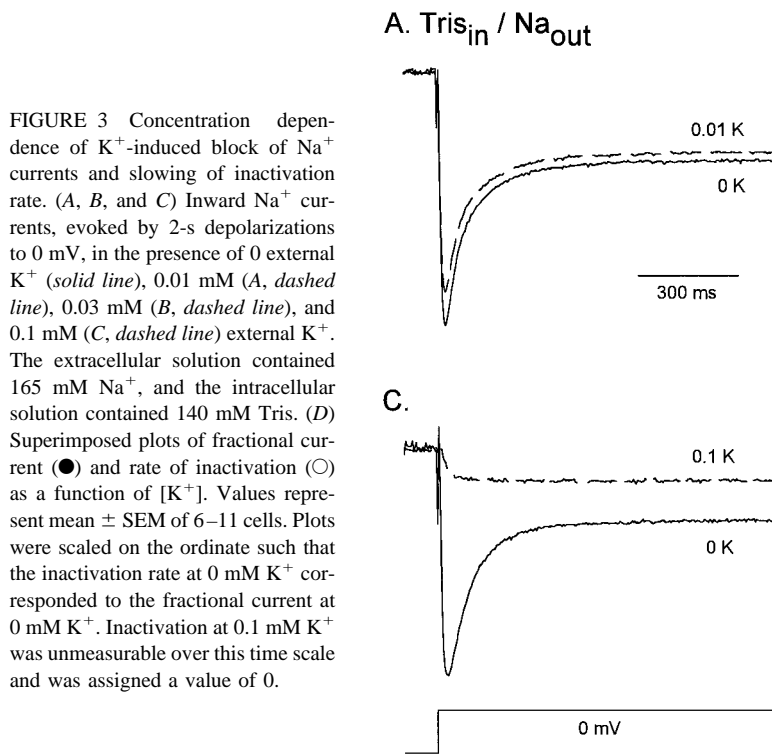 FIGURE 3 Concentration depen-
dence of K⁺-induced block of Na⁺
currents and slowing of inactivation
rate. (A, B, and C) Inward Na⁺ cur-
rents, evoked by 2-s depolarizations
to 0 mV, in the presence of 0 external
K⁺ (solid line), 0.01 mM (A, dashed
line), 0.03 mM (B, dashed line), and
0.1 mM (C, dashed line) external K⁺.
The extracellular solution contained
165 mM Na⁺, and the intracellular
solution contained 140 mM Tris. (D)
Superimposed plots of fractional cur-
rent (●) and rate of inactivation (○)
as a function of [K⁺]. Values repre-
sent mean ± SEM of 6–11 cells. Plots
were scaled on the ordinate such that
the inactivation rate at 0 mM K⁺ cor-
responded to the fractional current at
0 mM K⁺. Inactivation at 0.1 mM K⁺
was unmeasurable over this time scale
and was assigned a value of 0.
A. Tris_in / Na_out
0.01 K
0 K
300 ms
C.
0.1 K
0 K
0 mV